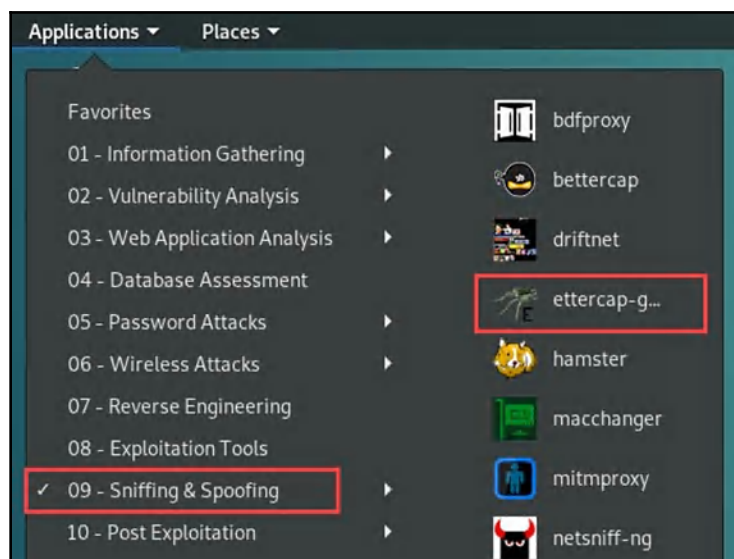 Applications Places
Favorites
01 - Information Gathering
02 - Vulnerability Analysis
03 - Web Application Analysis
04 - Database Assessment
05 - Password Attacks
06 - Wireless Attacks
07 - Reverse Engineering
08 - Exploitation Tools
✓ 09 - Sniffing & Spoofing
10 - Post Exploitation
bdfproxy
bettercap
driftnet
ettercap-g...
hamster
macchanger
mitmproxy
netsniff-ng